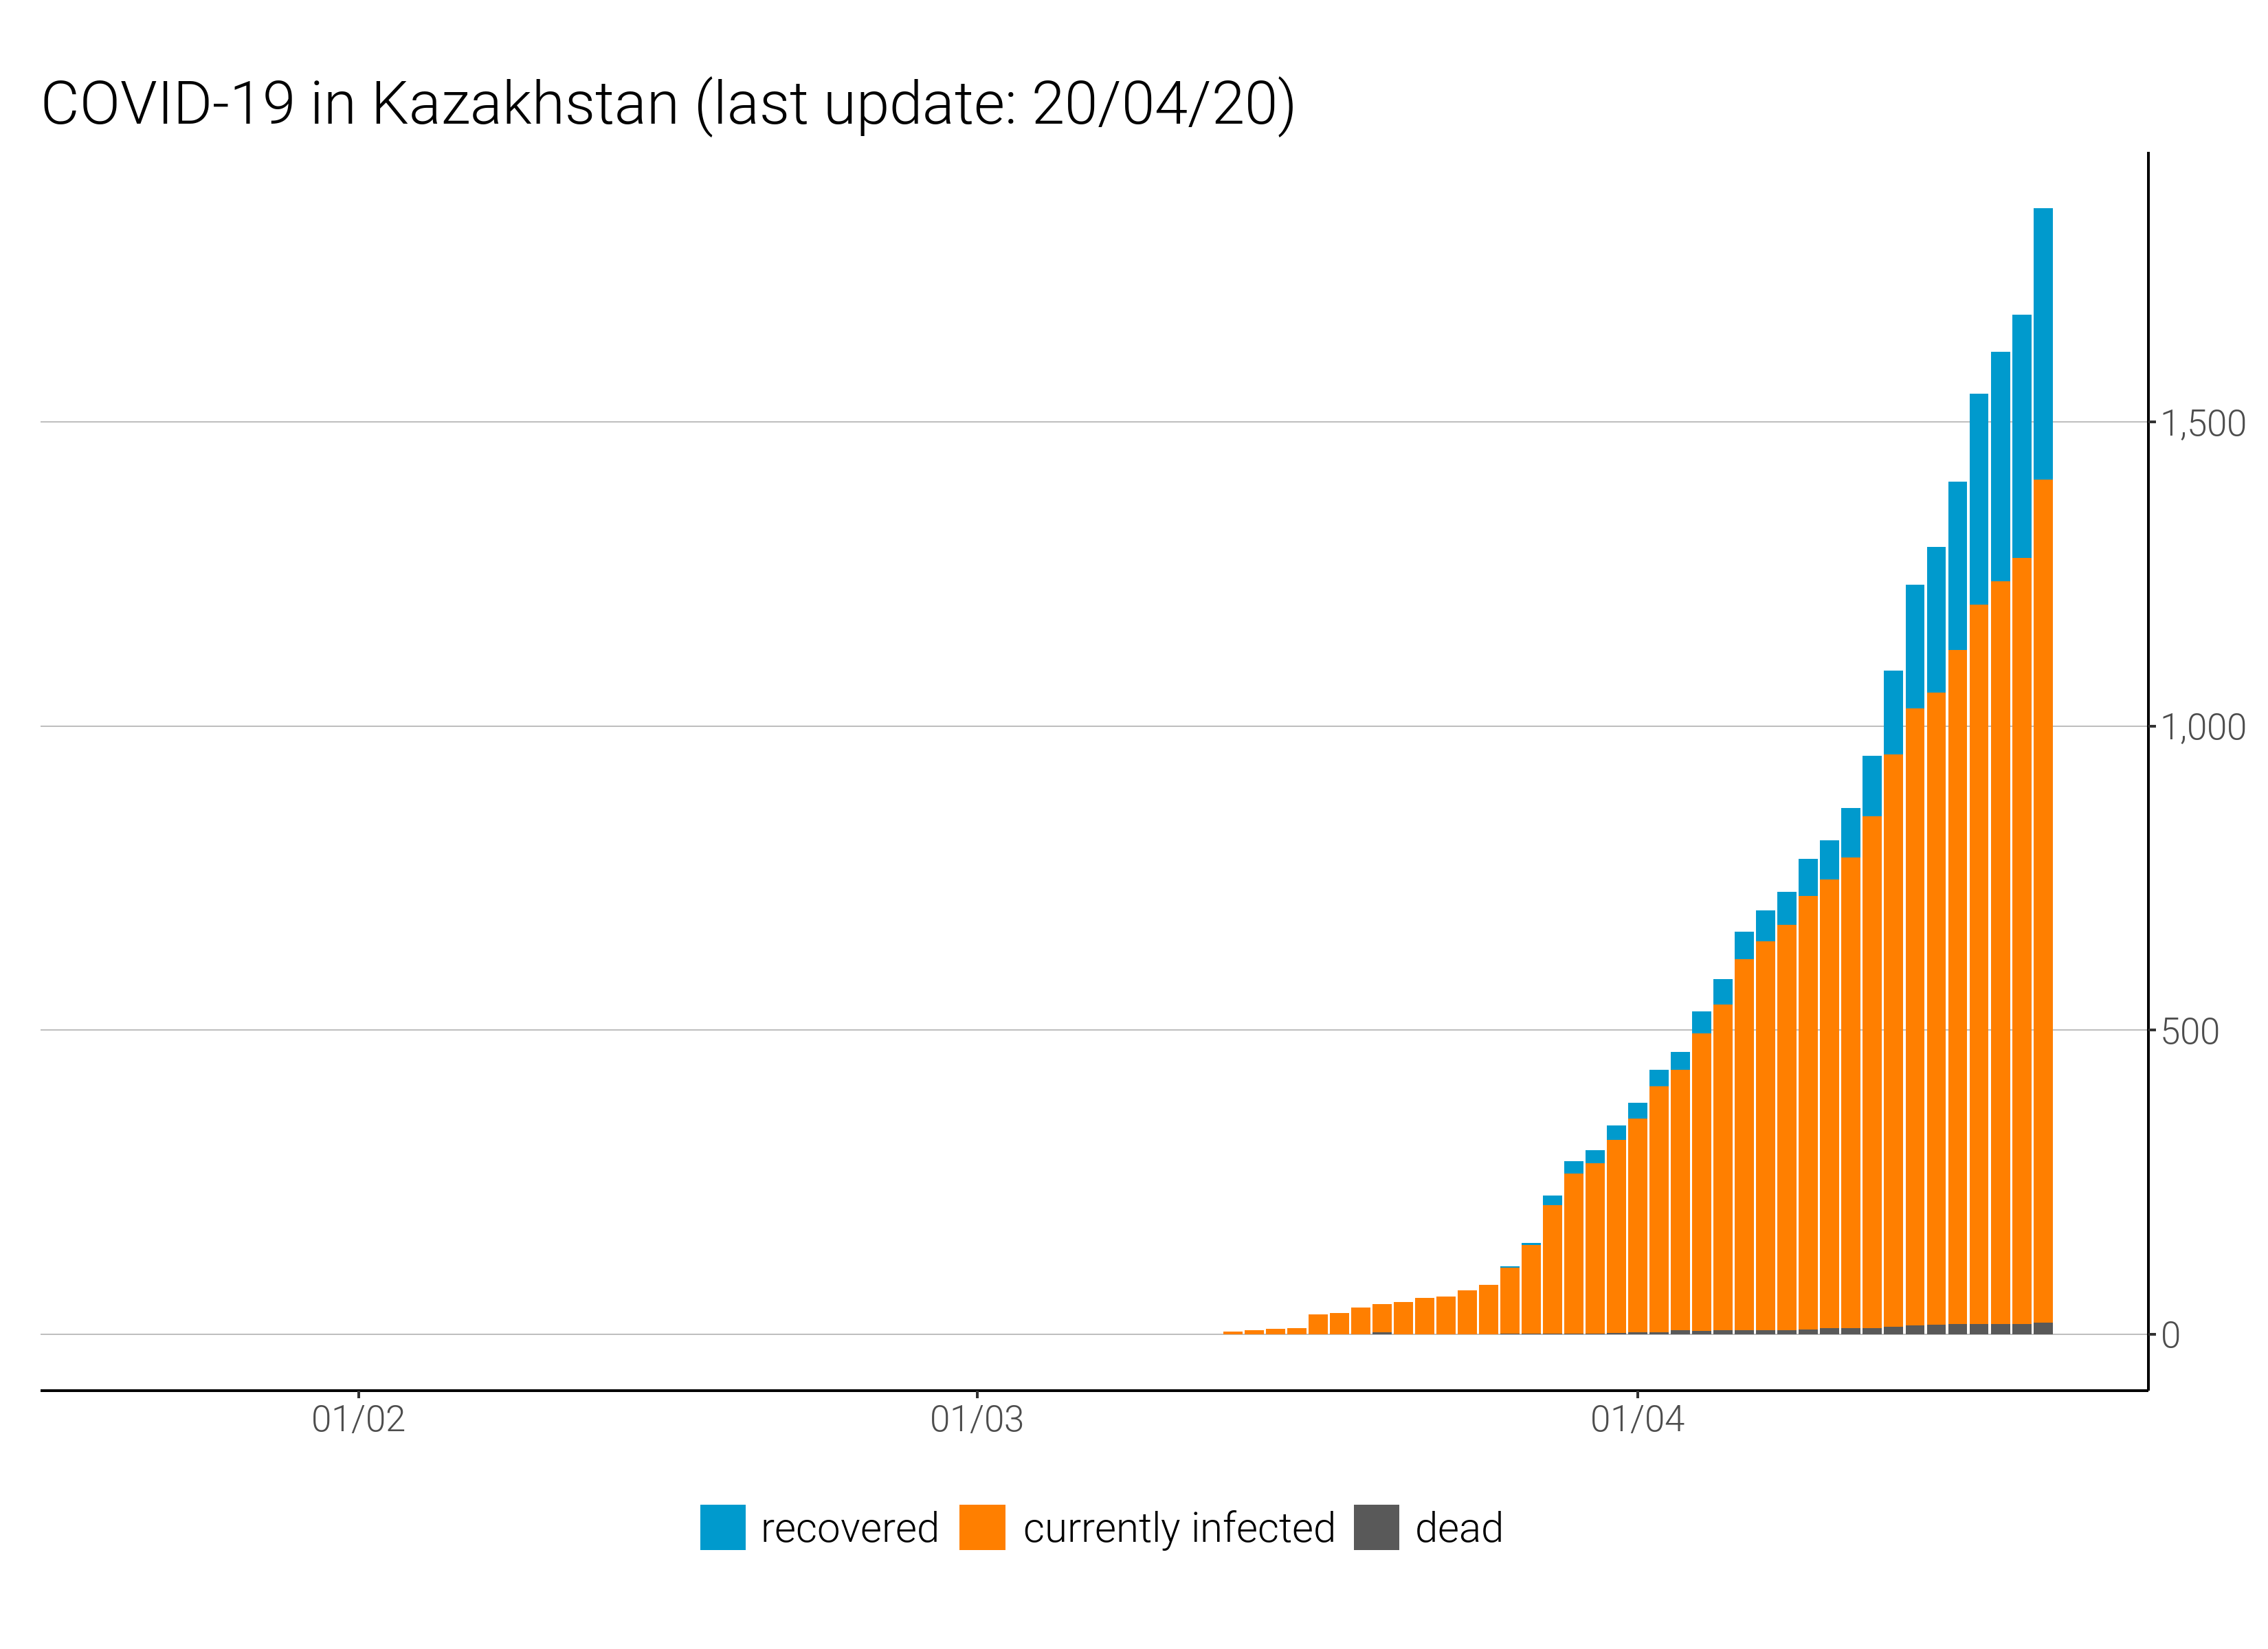 COVID-19 in Kazakhstan (last update: 20/04/20)
1,500
1,000
500
0
01/02 01/03 01/04
recovered currently infected dead